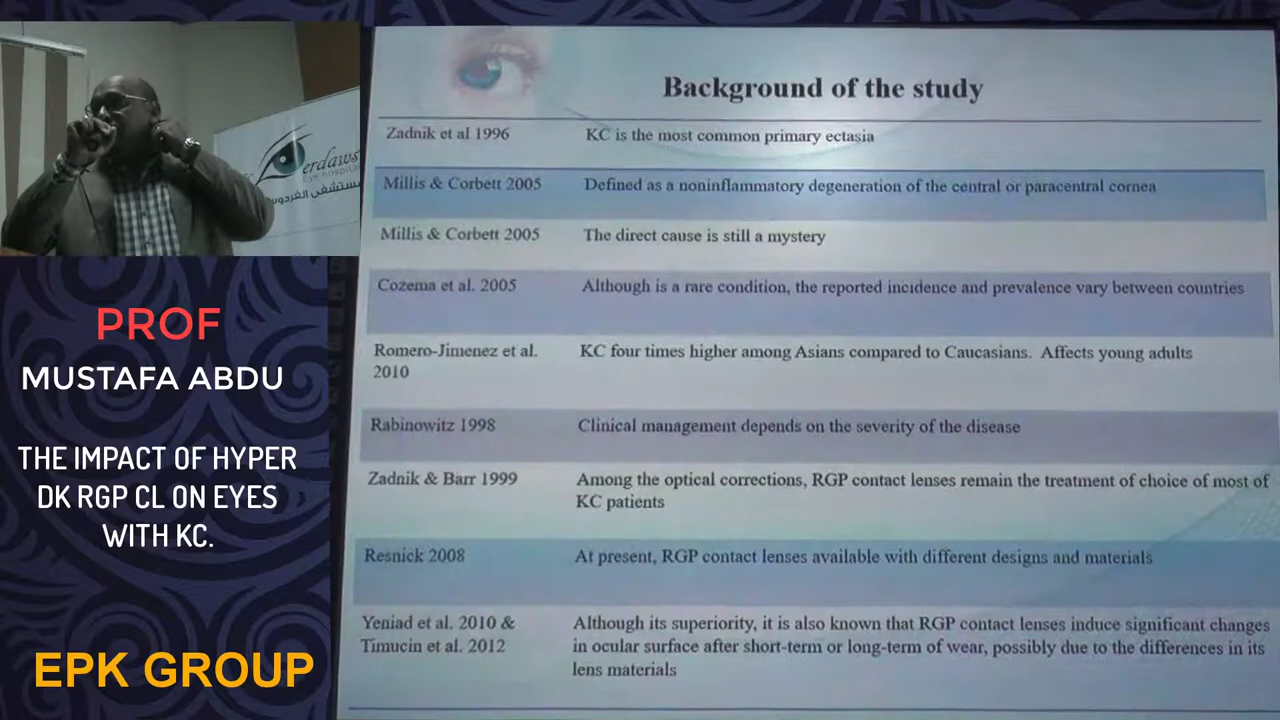 erdaws
Eye hospital
مستشفى الفردوس
PROF
MUSTAFA ABDU
THE IMPACT OF HYPER
DK RGP CL ON EYES
WITH KC.
EPK GROUP
Background of the study
Zadnik et al 1996 KC is the most common primary ectasia
Millis & Corbett 2005 Defined as a noninflammatory degeneration of the central or paracentral cornea
Millis & Corbett 2005 The direct cause is still a mystery
Cozema et al. 2005 Although is a rare condition, the reported incidence and prevalence vary between countries
Romero-Jimenez et al. KC four times higher among Asians compared to Caucasians. Affects young adults
2010
Rabinowitz 1998 Clinical management depends on the severity of the disease
Zadnik & Barr 1999 Among the optical corrections, RGP contact lenses remain the treatment of choice of most of
KC patients
Resnick 2008 At present, RGP contact lenses available with different designs and materials
Yeniad et al. 2010 & Although its superiority, it is also known that RGP contact lenses induce significant changes
Timucin et al. 2012 in ocular surface after short-term or long-term of wear, possibly due to the differences in its
lens materials